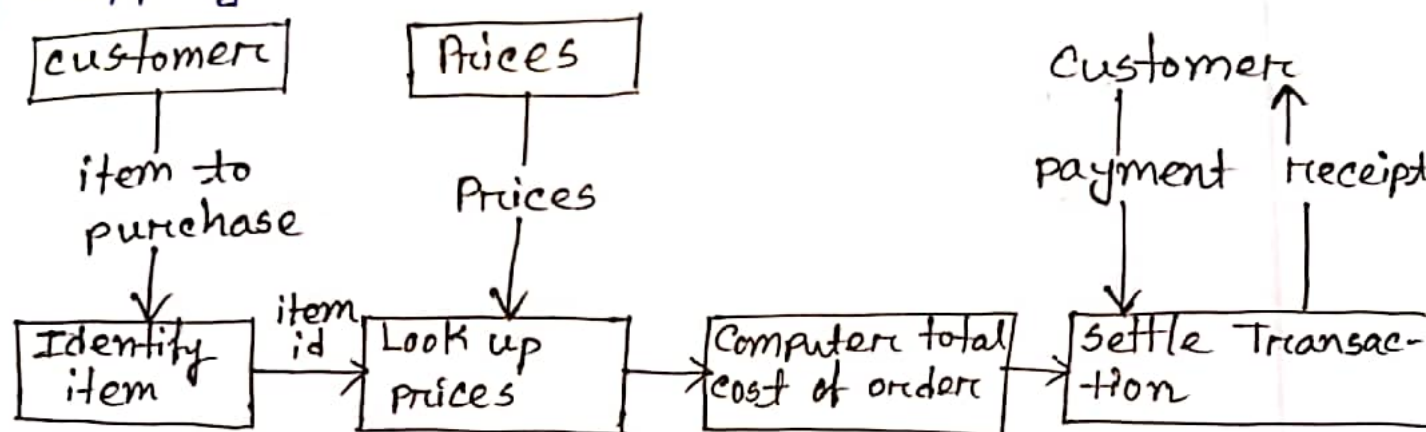 customer
Prices
Customer
item to
purchase
Prices
payment
receipt
item
id
Identify
item
Look up
prices
Computer total
cost of order
Settle Transac-
-tion